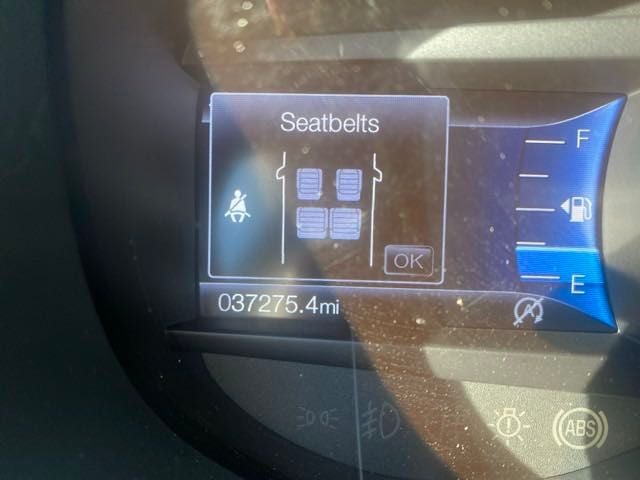 Seatbelts
F
OK
E
037275.4mi
ABS